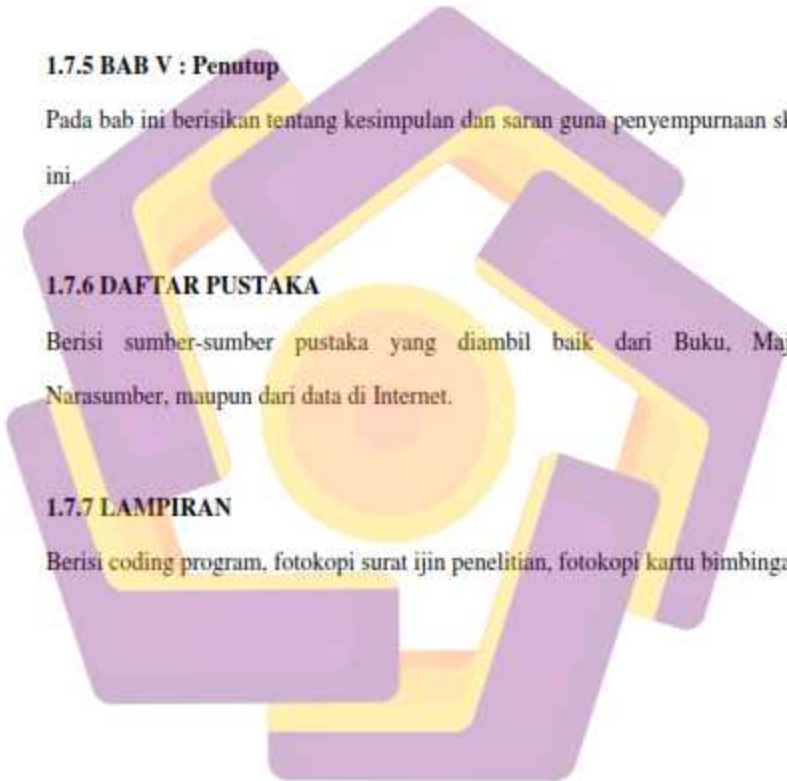 1.7.5 BAB V : Penutup
Pada bab ini berisikan tentang kesimpulan dan saran guna penyempurnaan
ini.
1.7.6 DAFTAR PUSTAKA
Berisi sumber-sumber pustaka yang diambil baik dari Buku,
Narasumber, maupun dari data di Internet.
1.7.7 LAMPIRAN
Berisi coding program, fotokopi surat ijin penelitian, fotokopi kartu